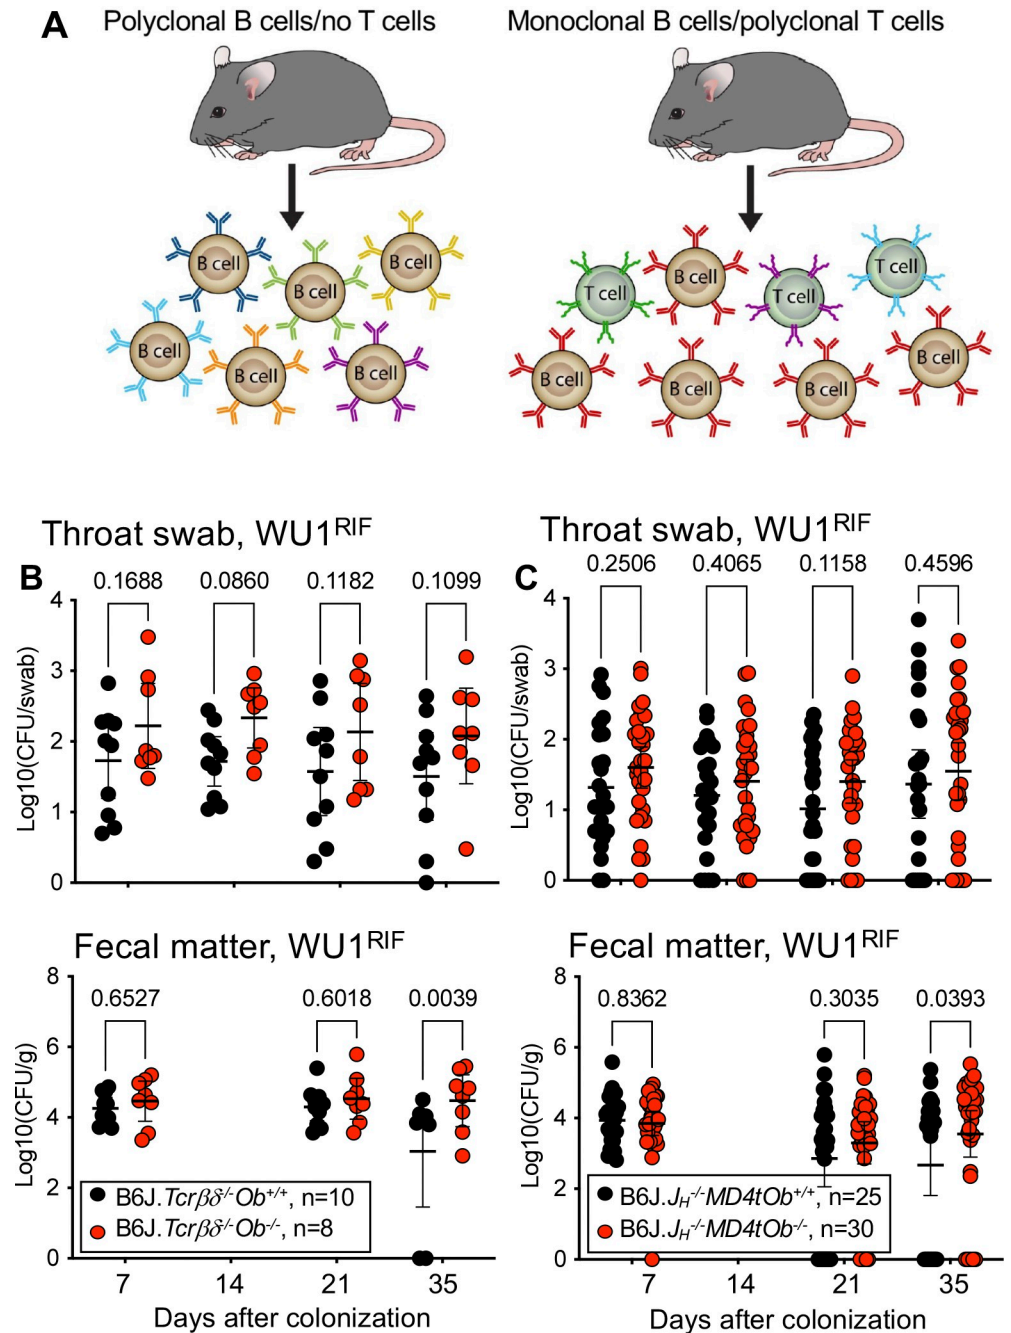 A
Polyclonal B cells/no T cells
Monoclonal B cells/polyclonal T cells
B cell
B cell
B cell
B cell
B cell
B cell
T cell
B cell
T cell
T cell
B cell
B cell
B cell
B cell
Throat swab, WU1RIF
B
0.1688 0.0860 0.1182 0.1099
Log10(CFU/swab)
4
3
2
1
0
Throat swab, WU1RIF
C
0.2506 0.4065 0.1158 0.4596
Log10(CFU/swab)
4
3
2
1
0
Fecal matter, WU1RIF
0.6527 0.6018 0.0039
Log10(CFU/g)
8
6
4
2
0
B6J.Tcrβδ-/-Ob+/+, n=10
B6J.Tcrβδ-/-Ob-/-, n=8
7 14 21 35
Days after colonization
Fecal matter, WU1RIF
0.8362 0.3035 0.0393
Log10(CFU/g)
8
6
4
2
0
B6J.JH-/-MD4tOb+/+, n=25
B6J.JH-/-MD4tOb-/-, n=30
7 14 21 35
Days after colonization